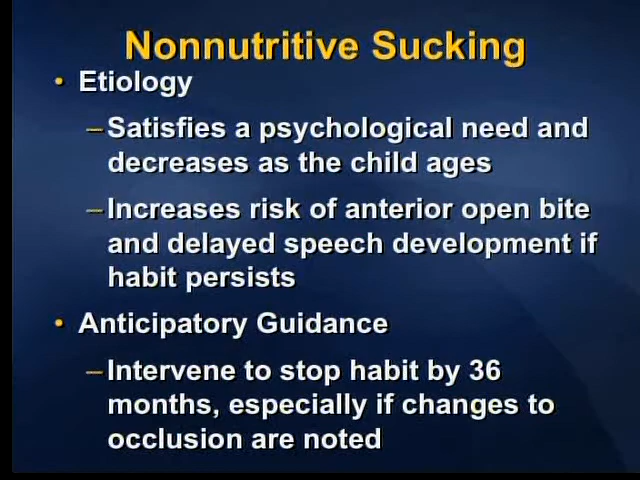 Nonnutritive Sucking
• Etiology
– Satisfies a psychological need and
decreases as the child ages
– Increases risk of anterior open bite
and delayed speech development if
habit persists
• Anticipatory Guidance
– Intervene to stop habit by 36
months, especially if changes to
occlusion are noted